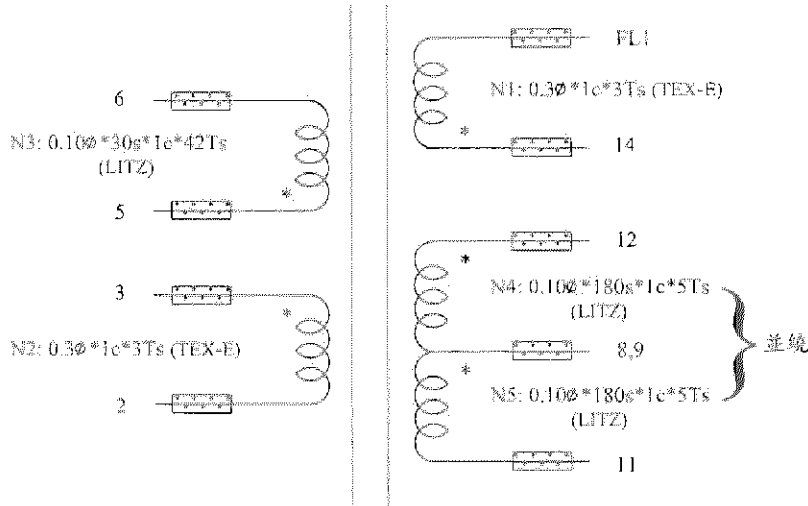 6
N3: 0.10Ø*30s*1c*42Ts
(LITZ)
*
5
3
*
N2: 0.3Ø*1c*3Ts (TEX-E)
2
FL1
N1: 0.3Ø*1c*3Ts (TEX-E)
*
14
12
*
N4: 0.10Ø*180s*1c*5Ts
(LITZ)
8,9
*
N5: 0.10Ø*180s*1c*5Ts
(LITZ)
11
並繞